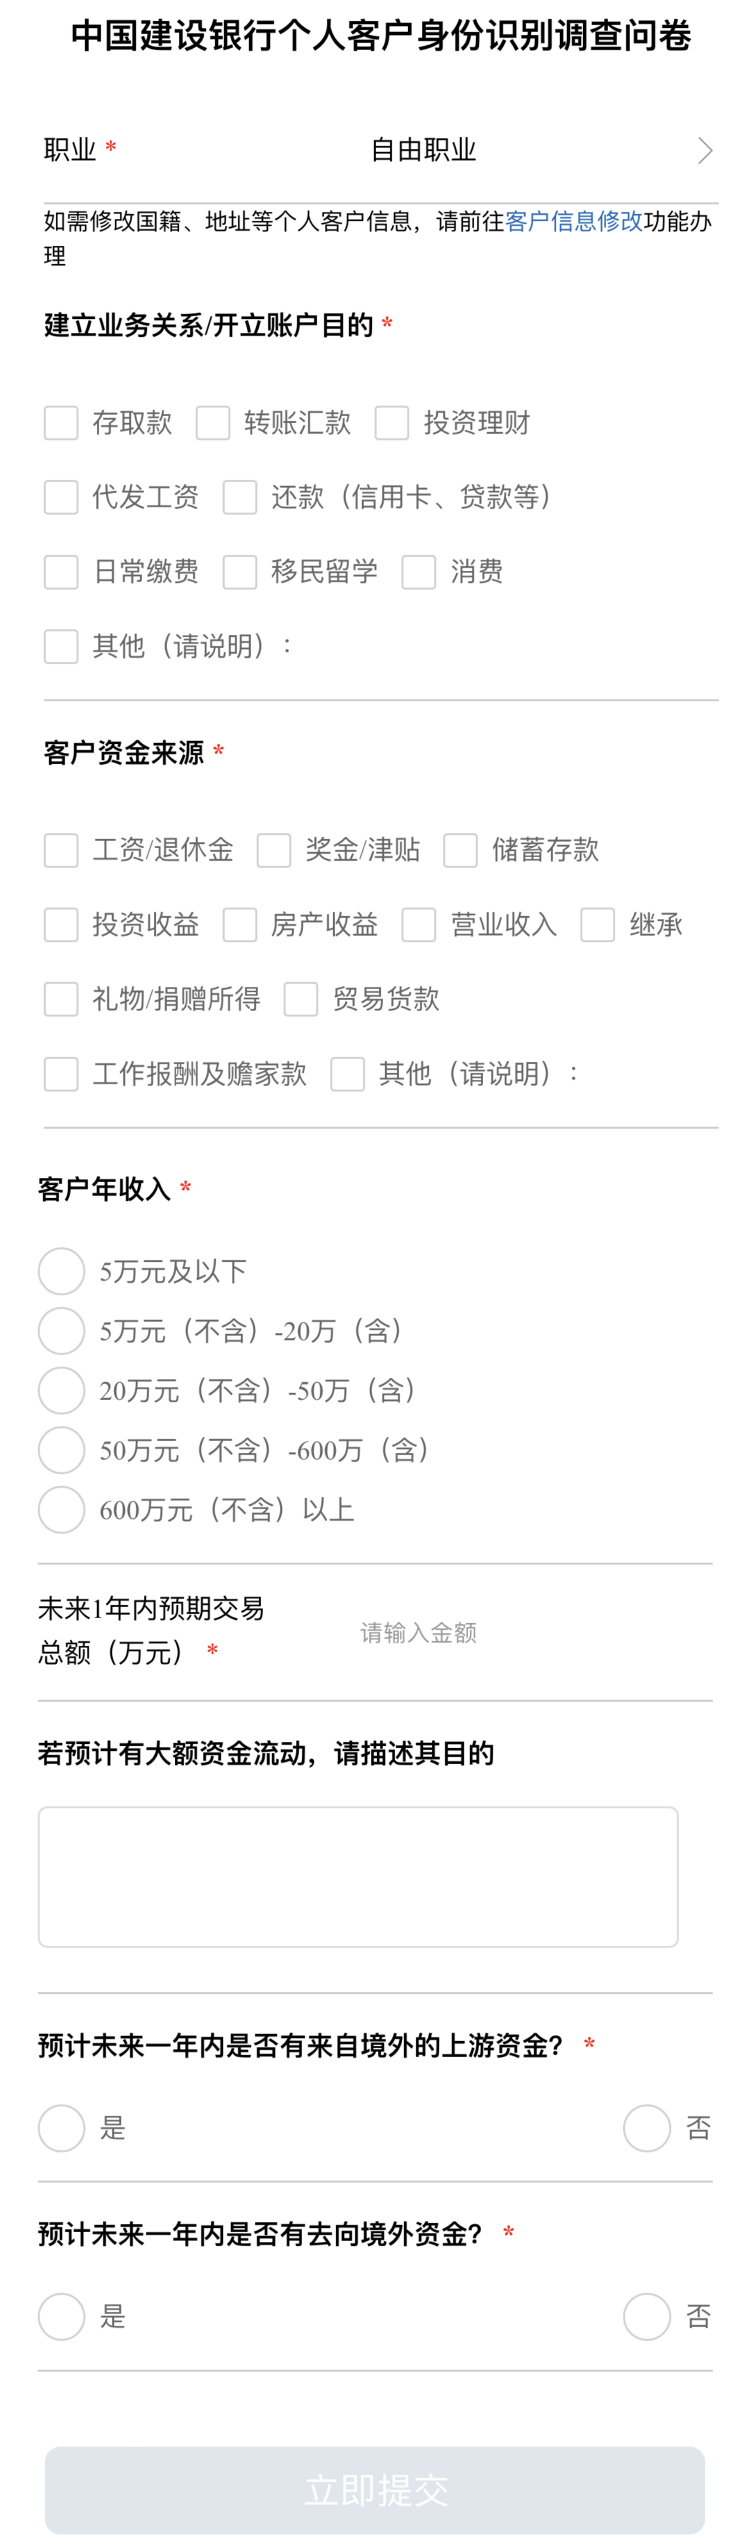 中国建设银行个人客户身份识别调查问卷
职业 * 自由职业
如需修改国籍、地址等个人客户信息，请前往客户信息修改功能办
理
建立业务关系/开立账户目的 *
存取款 转账汇款 投资理财
代发工资 还款（信用卡、贷款等）
日常缴费 移民留学 消费
其他（请说明）：
客户资金来源 *
工资/退休金 奖金/津贴 储蓄存款
投资收益 房产收益 营业收入 继承
礼物/捐赠所得 贸易货款
工作报酬及赡家款 其他（请说明）：
客户年收入 *
5万元及以下
5万元（不含）-20万（含）
20万元（不含）-50万（含）
50万元（不含）-600万（含）
600万元（不含）以上
未来1年内预期交易
总额（万元） *
请输入金额
若预计有大额资金流动，请描述其目的
预计未来一年内是否有来自境外的上游资金？ *
是 否
预计未来一年内是否有去向境外资金？ *
是 否
立即提交